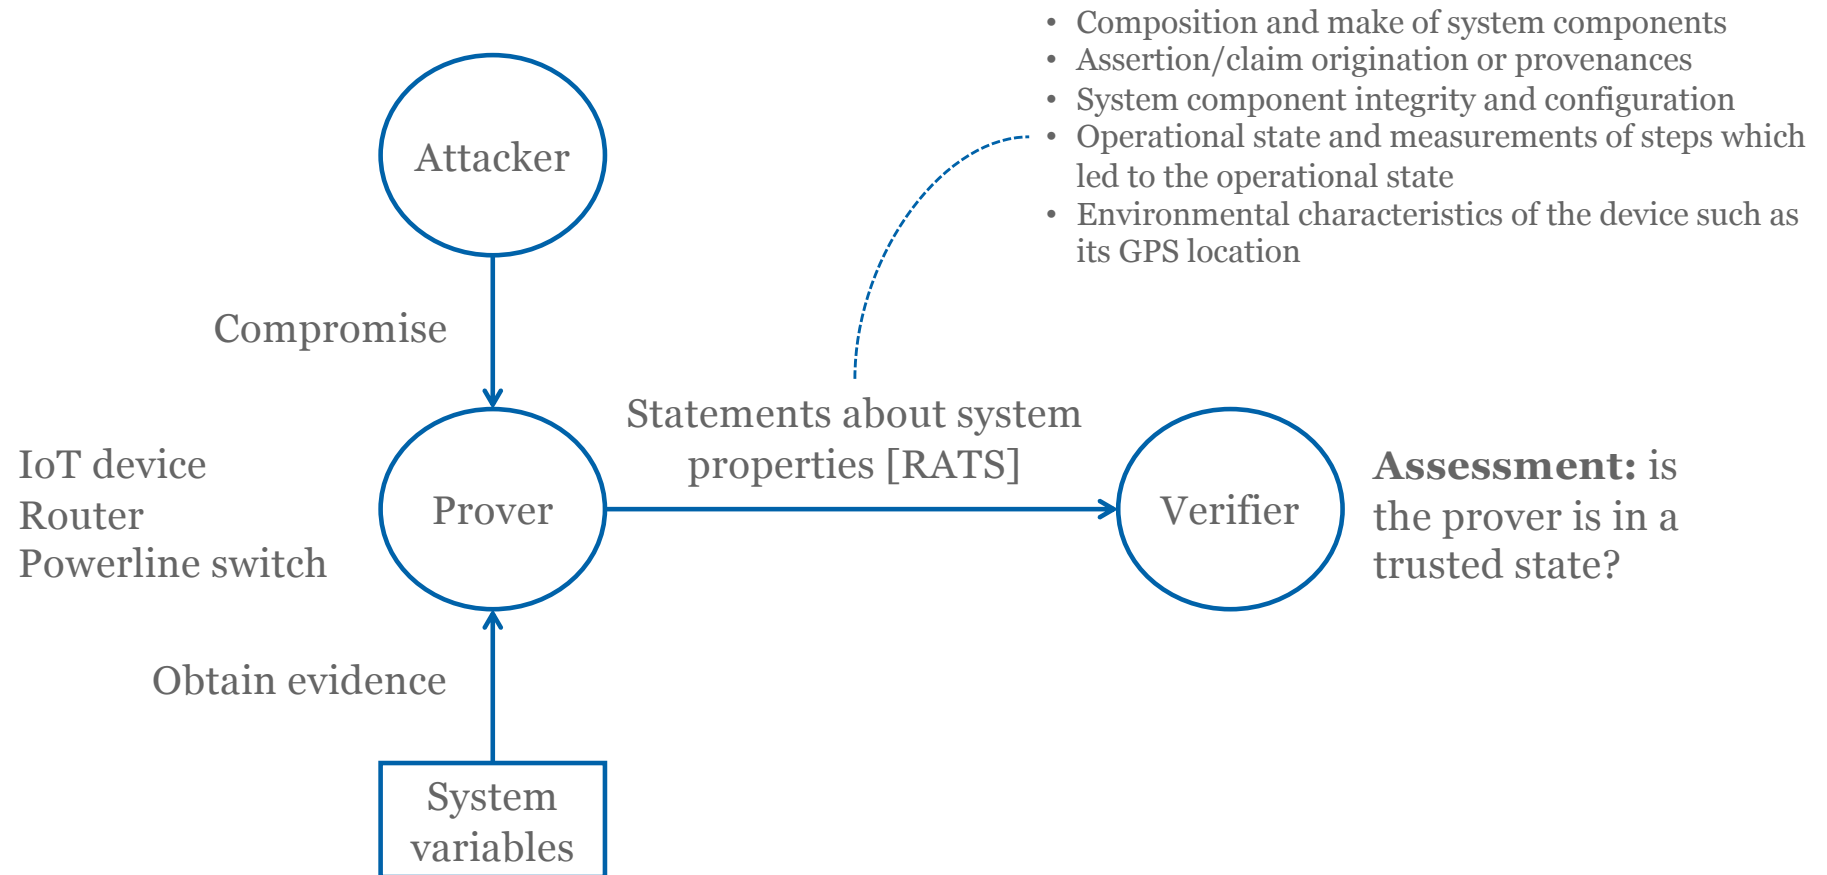 • Composition and make of system components
• Assertion/claim origination or provenances
• System component integrity and configuration
• Operational state and measurements of steps which
led to the operational state
• Environmental characteristics of the device such as
its GPS location
Attacker
Compromise
Statements about system
properties [RATS]
IoT device
Router
Powerline switch
Prover
Verifier
Assessment: is
the prover is in a
trusted state?
Obtain evidence
System
variables